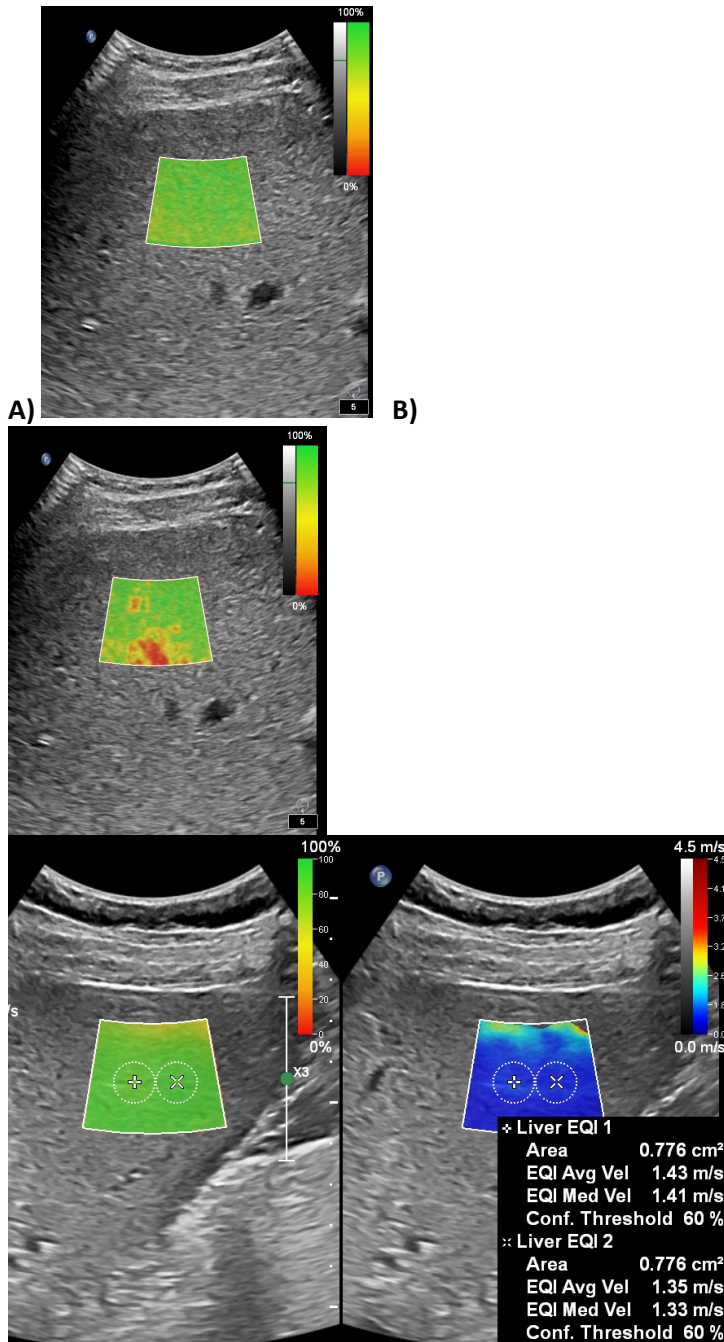 100%
0%
5
A)
B)
100%
0%
5
100%
100
80
60
40
20
0
0%
/s
X3
P
4.5 m/s
0.0 m/s
Liver EQI 1
Area 0.776 cm²
EQI Avg Vel 1.43 m/s
EQI Med Vel 1.41 m/s
Conf. Threshold 60 %
Liver EQI 2
Area 0.776 cm²
EQI Avg Vel 1.35 m/s
EQI Med Vel 1.33 m/s
Conf. Threshold 60 %